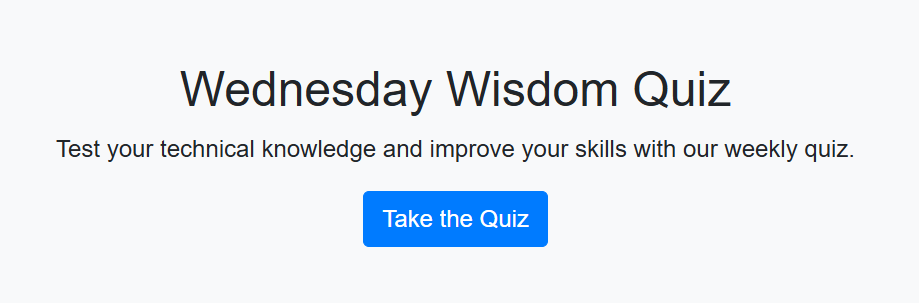 Wednesday Wisdom Quiz
Test your technical knowledge and improve your skills with our weekly quiz.
Take the Quiz